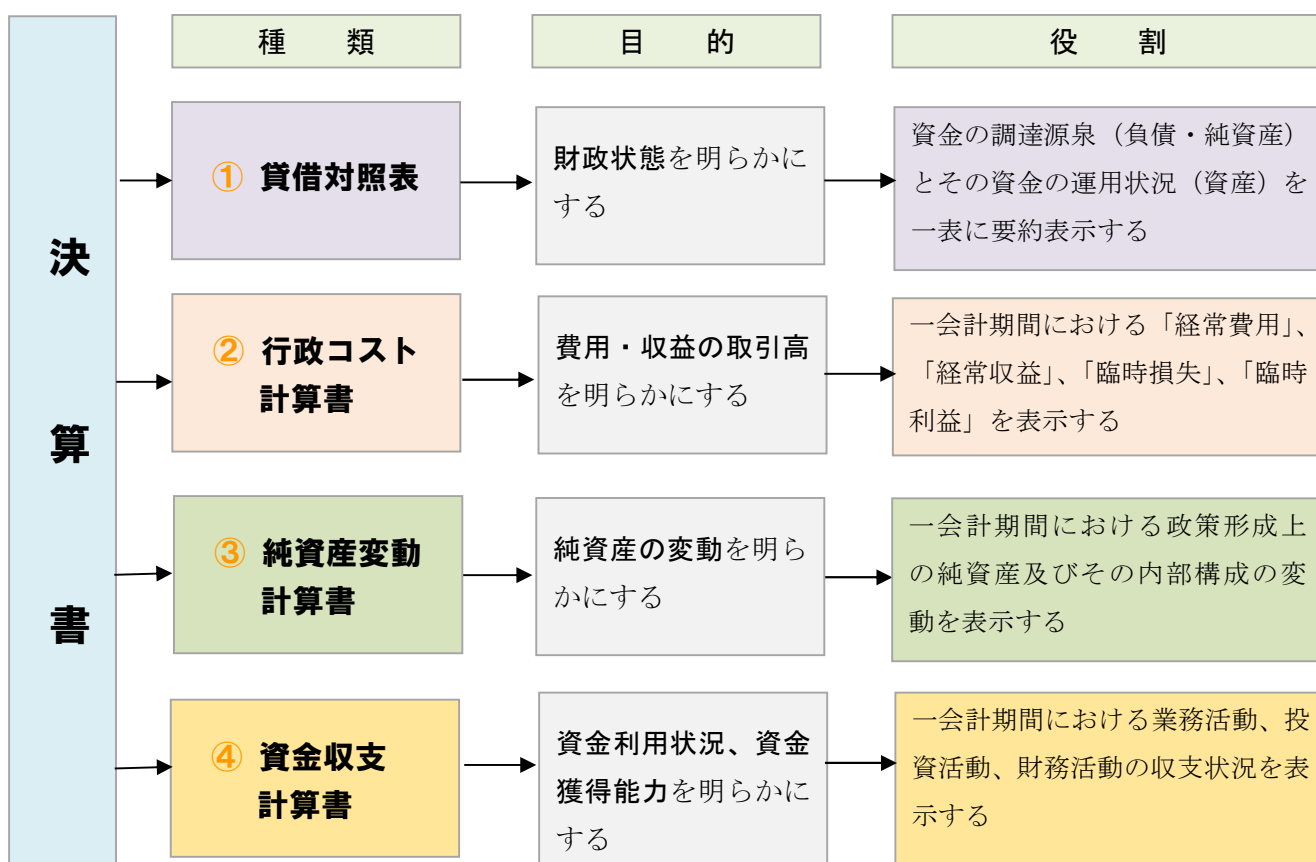 決算書
種　類
目　的
役　割
① 貸借対照表
財政状態を明らかに
する
資金の調達源泉（負債・純資産）
とその資金の運用状況（資産）を
一表に要約表示する
② 行政コスト
計算書
費用・収益の取引高
を明らかにする
一会計期間における「経常費用」、
「経常収益」、「臨時損失」、「臨時
利益」を表示する
③ 純資産変動
計算書
純資産の変動を明ら
かにする
一会計期間における政策形成上
の純資産及びその内部構成の変
動を表示する
④ 資金収支
計算書
資金利用状況、資金
獲得能力を明らかに
する
一会計期間における業務活動、投
資活動、財務活動の収支状況を表
示する